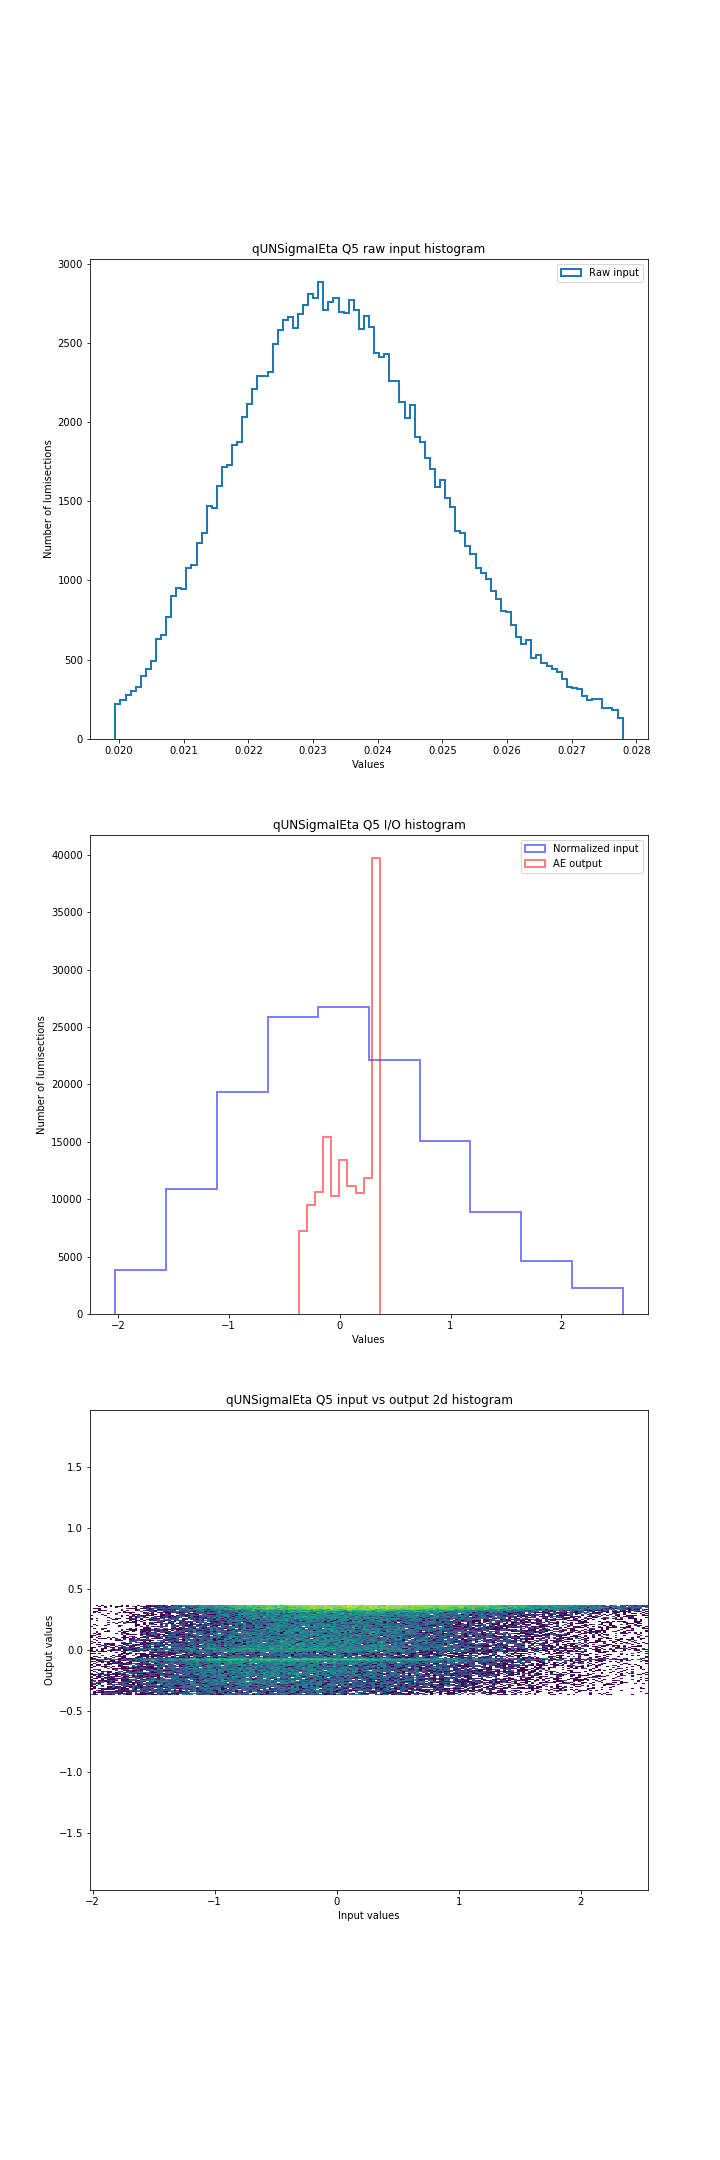 qUNSigmaIEta Q5 raw input histogram
Raw input
3000
2500
2000
1500
1000
500
0
Number of lumisections
0.020 0.021 0.022 0.023 0.024 0.025 0.026 0.027 0.028
Values
qUNSigmaIEta Q5 I/O histogram
Normalized input
AE output
40000
35000
30000
25000
20000
15000
10000
5000
0
Number of lumisections
−2 −1 0 1 2
Values
qUNSigmaIEta Q5 input vs output 2d histogram
1.5
1.0
0.5
0.0
−0.5
−1.0
−1.5
Output values
−2 −1 0 1 2
Input values